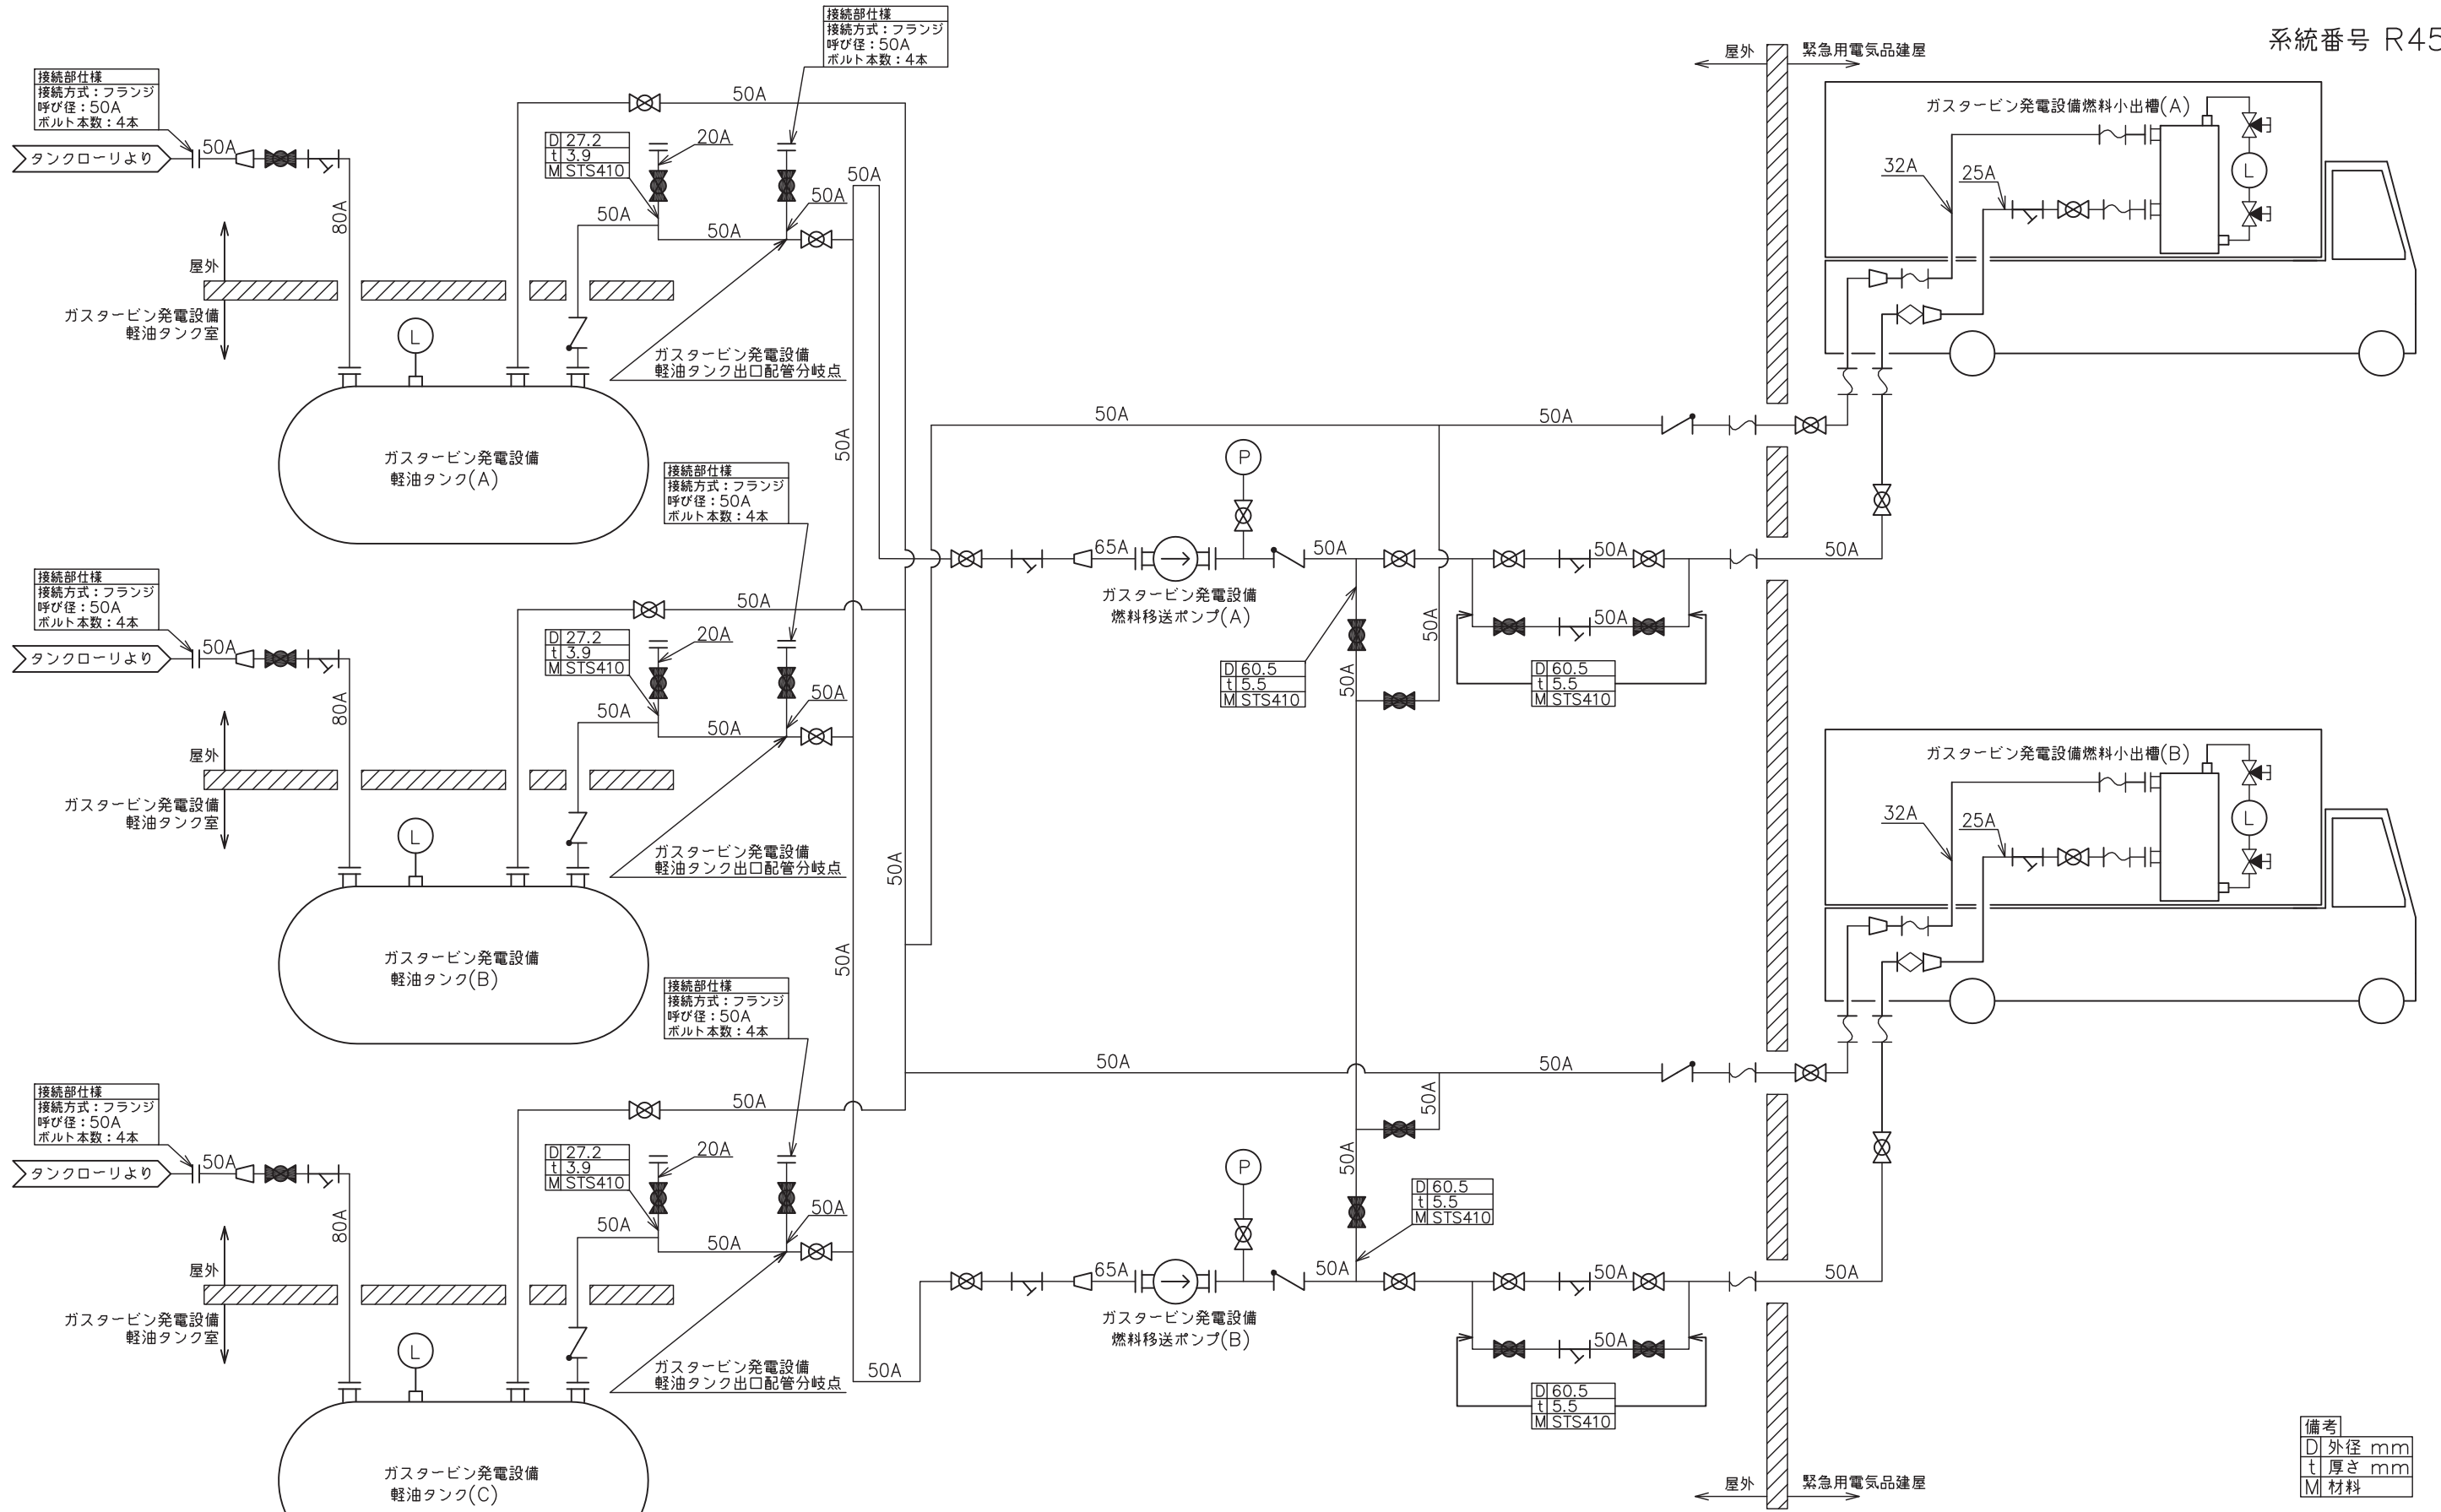 系統番号 R45
接続部仕様
接続方式：フランジ
呼び径：50A
ボルト本数：4本
屋外
緊急用電気品建屋
接続部仕様
接続方式：フランジ
呼び径：50A
ボルト本数：4本
タンクローリより
50A
80A
50A
D 27.2
t 3.9
M STS410
20A
50A
50A
50A
50A
50A
屋外
ガスタービン発電設備
軽油タンク室
L
ガスタービン発電設備
軽油タンク出口配管分岐点
ガスタービン発電設備
軽油タンク(A)
50A
ガスタービン発電設備燃料小出槽(A)
32A
25A
L
50A
50A
P
65A
50A
50A
50A
ガスタービン発電設備
燃料移送ポンプ(A)
50A
50A
50A
D 60.5
t 5.5
M STS410
D 60.5
t 5.5
M STS410
接続部仕様
接続方式：フランジ
呼び径：50A
ボルト本数：4本
接続部仕様
接続方式：フランジ
呼び径：50A
ボルト本数：4本
タンクローリより
50A
80A
50A
D 27.2
t 3.9
M STS410
20A
50A
50A
50A
屋外
ガスタービン発電設備
軽油タンク室
L
ガスタービン発電設備
軽油タンク出口配管分岐点
50A
50A
ガスタービン発電設備
軽油タンク(B)
ガスタービン発電設備燃料小出槽(B)
32A
25A
L
接続部仕様
接続方式：フランジ
呼び径：50A
ボルト本数：4本
50A
50A
50A
50A
接続部仕様
接続方式：フランジ
呼び径：50A
ボルト本数：4本
タンクローリより
50A
80A
50A
D 27.2
t 3.9
M STS410
20A
50A
50A
50A
屋外
ガスタービン発電設備
軽油タンク室
L
ガスタービン発電設備
軽油タンク出口配管分岐点
50A
ガスタービン発電設備
軽油タンク(C)
P
65A
50A
50A
50A
D 60.5
t 5.5
M STS410
ガスタービン発電設備
燃料移送ポンプ(B)
50A
D 60.5
t 5.5
M STS410
屋外
緊急用電気品建屋
備考
D 外径 mm
t 厚さ mm
M 材料